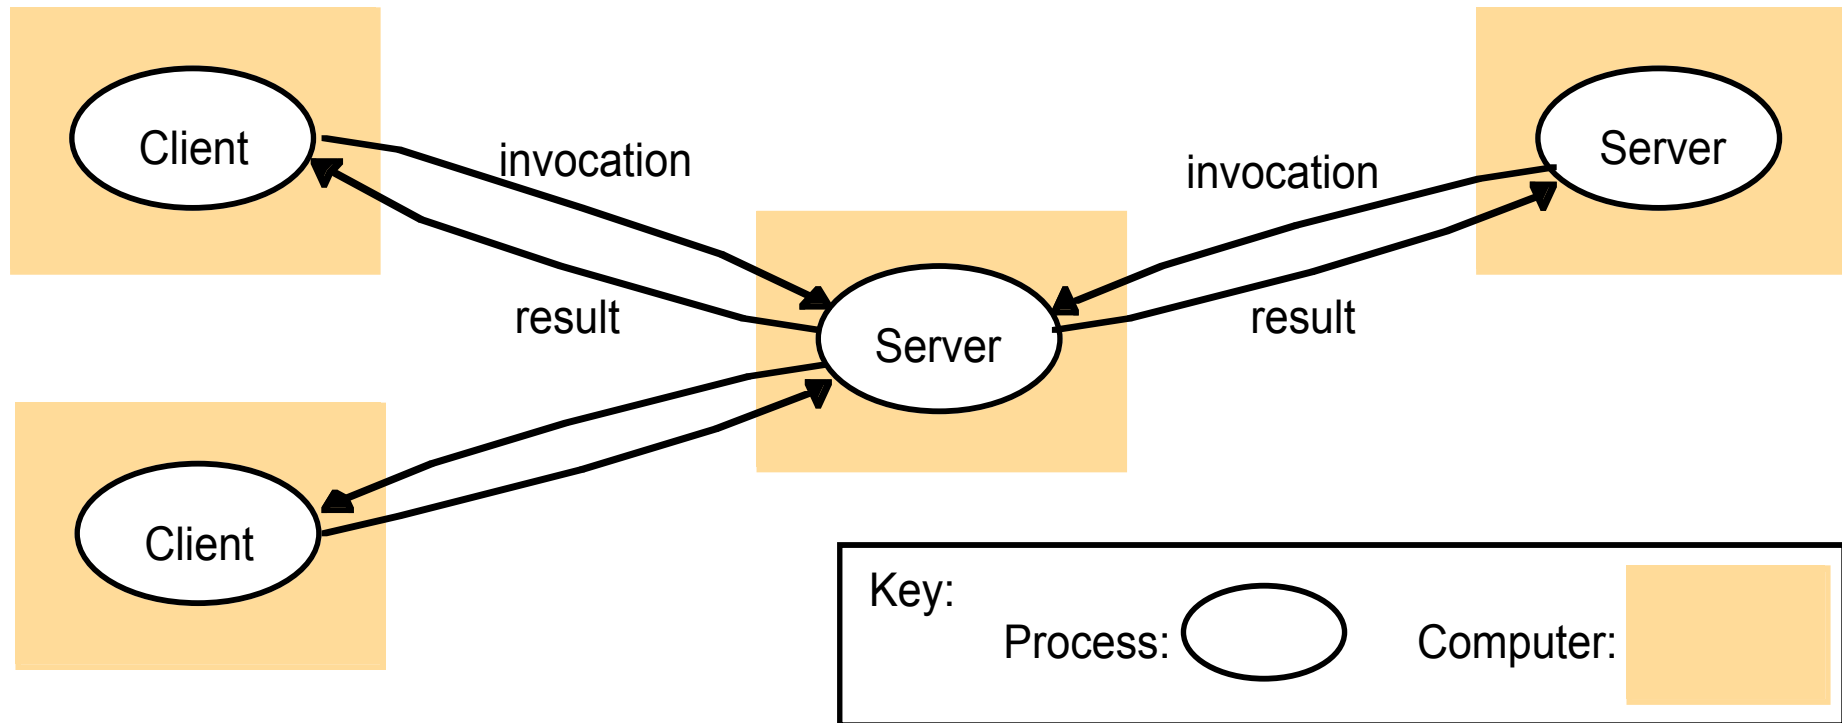 Client
invocation
result
Server
invocation
result
Server
Client
Key:
Process:
Computer: